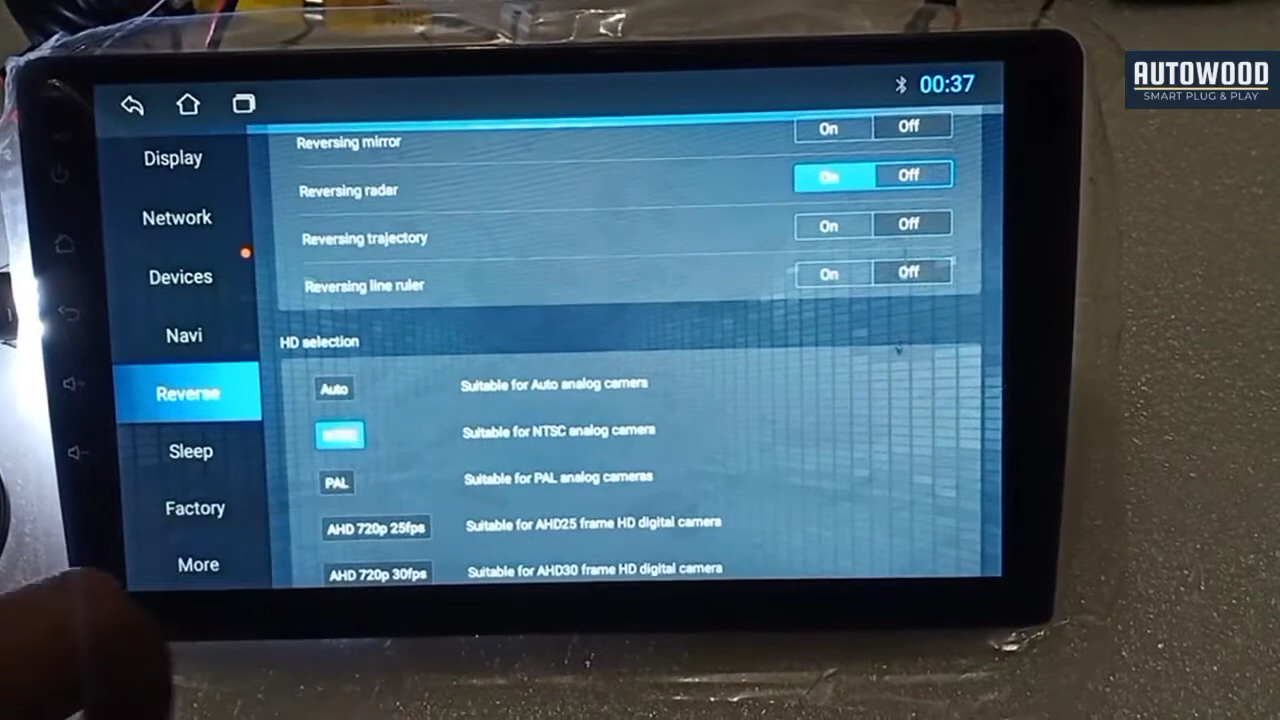 AUTOWOOD
SMART PLUG & PLAY
00:37
Display
Network
Devices
Navi
Reverse
Sleep
Factory
More
Reversing mirror On Off
Reversing radar On Off
Reversing trajectory On Off
Reversing line ruler On Off
HD selection
Auto Suitable for Auto analog camera
Suitable for NTSC analog camera
PAL Suitable for PAL analog cameras
AHD 720p 25fps Suitable for AHD25 frame HD digital camera
AHD 720p 30fps Suitable for AHD30 frame HD digital camera